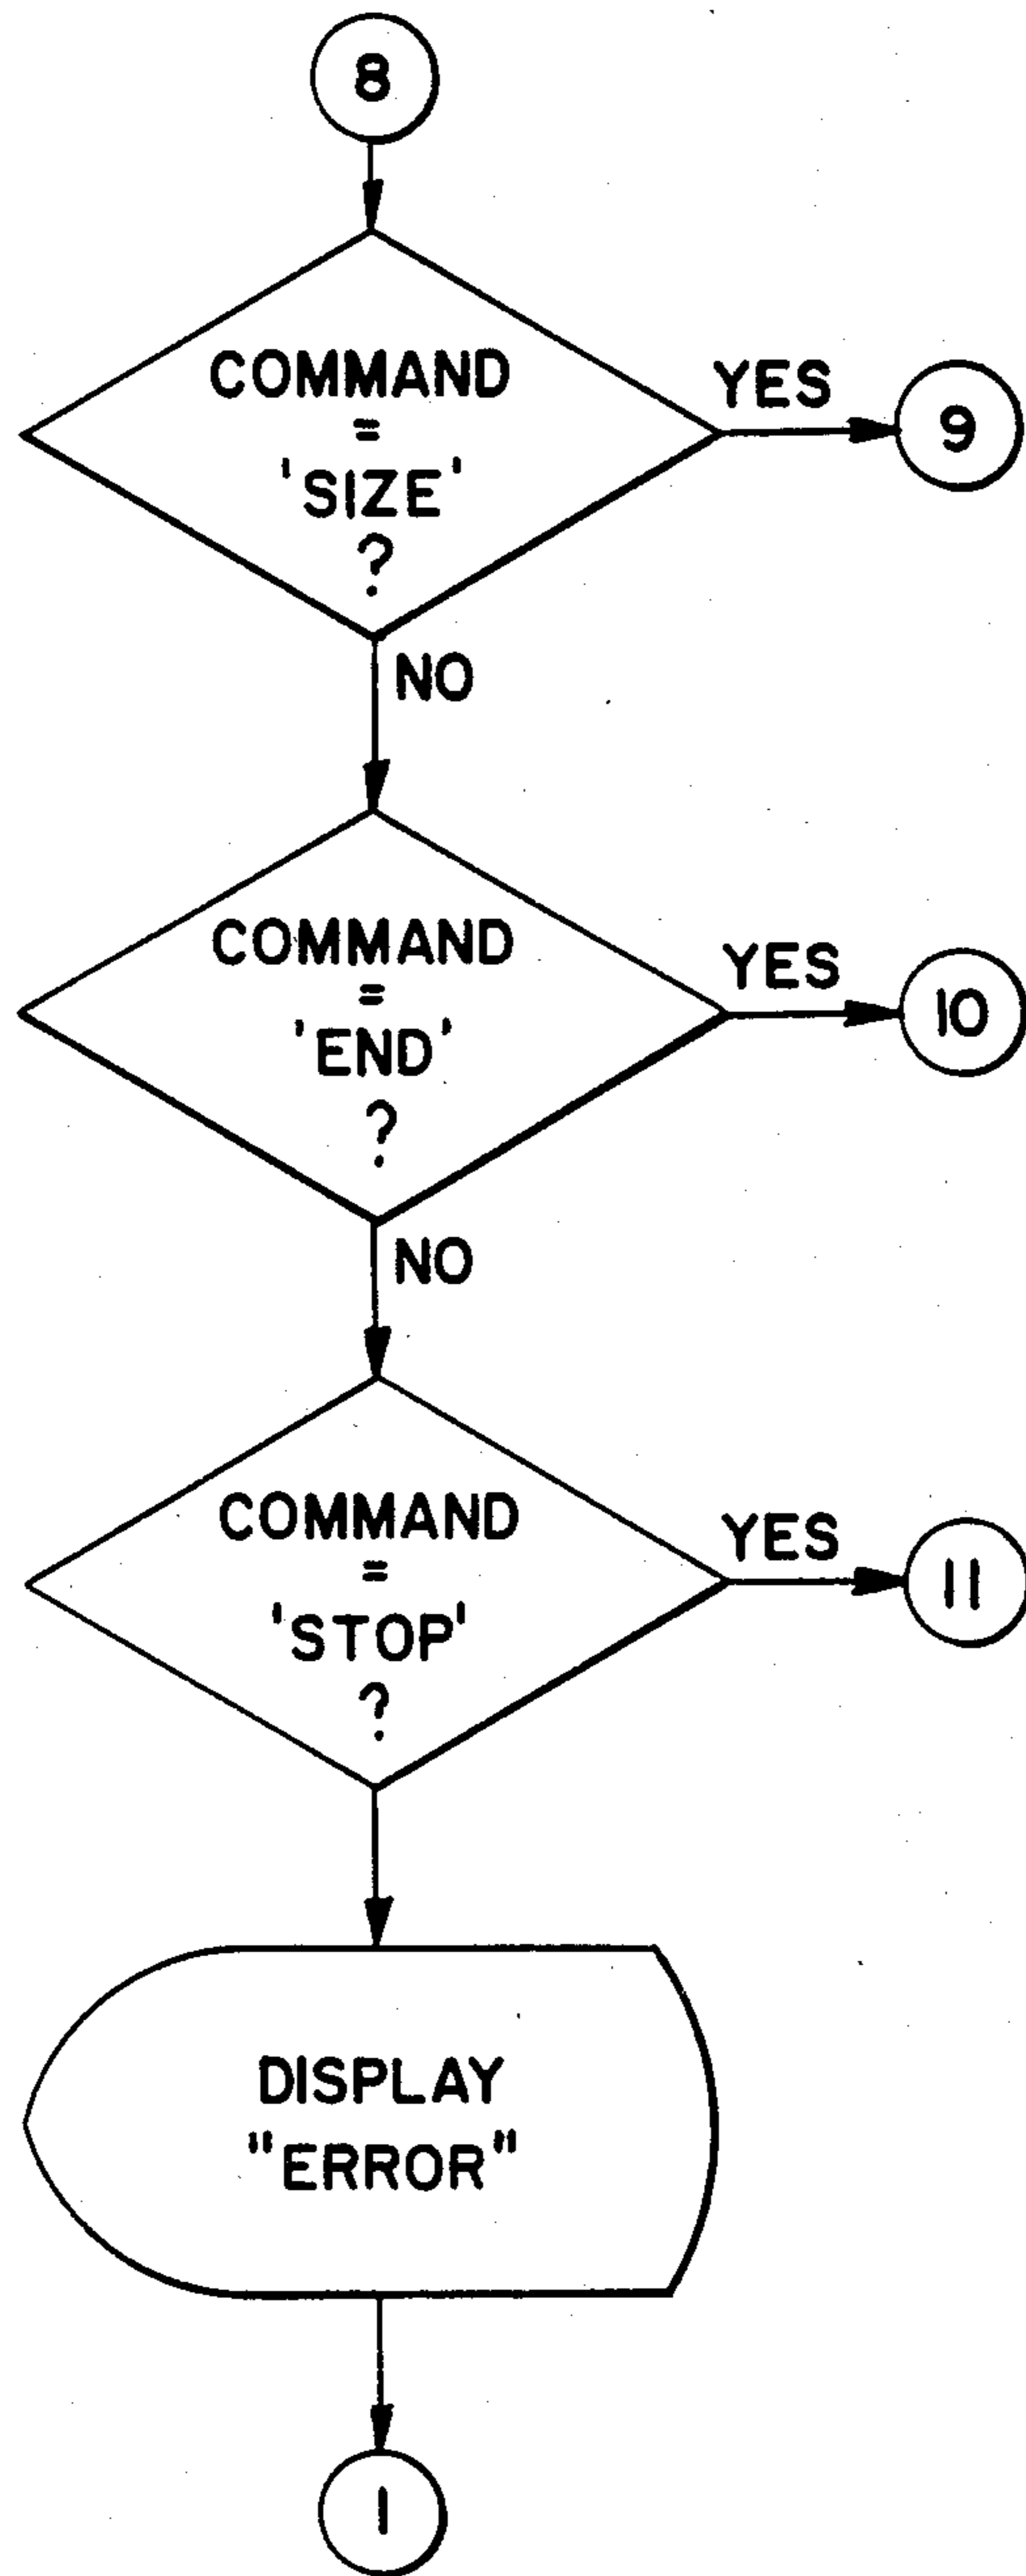 8
COMMAND
=
'SIZE'
?
YES
9
NO
COMMAND
=
'END'
?
YES
10
NO
COMMAND
=
'STOP'
?
YES
11
DISPLAY
"ERROR"
1